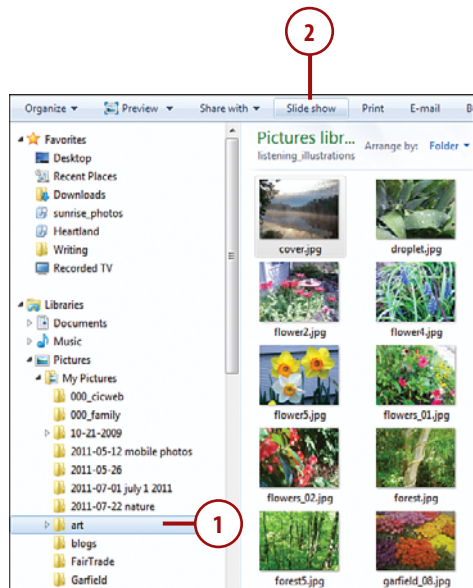 2
Organize Preview Share with Slide show Print E-mail
Favorites
Desktop
Recent Places
Downloads
sunrise_photos
Heartland
Writing
Recorded TV
Libraries
Documents
Music
Pictures
My Pictures
000_cicweb
000_family
10-21-2009
2011-05-12 mobile photos
2011-05-26
2011-07-01 july 1 2011
2011-07-22 nature
art
blogs
FairTrade
Garfield
1
Pictures libr...
listening_illustrations
Arrange by: Folder
cover.jpg droplet.jpg
flower2.jpg flower4.jpg
flower5.jpg flowers_01.jpg
flowers_02.jpg forest.jpg
forest5.jpg garfield_08.jpg